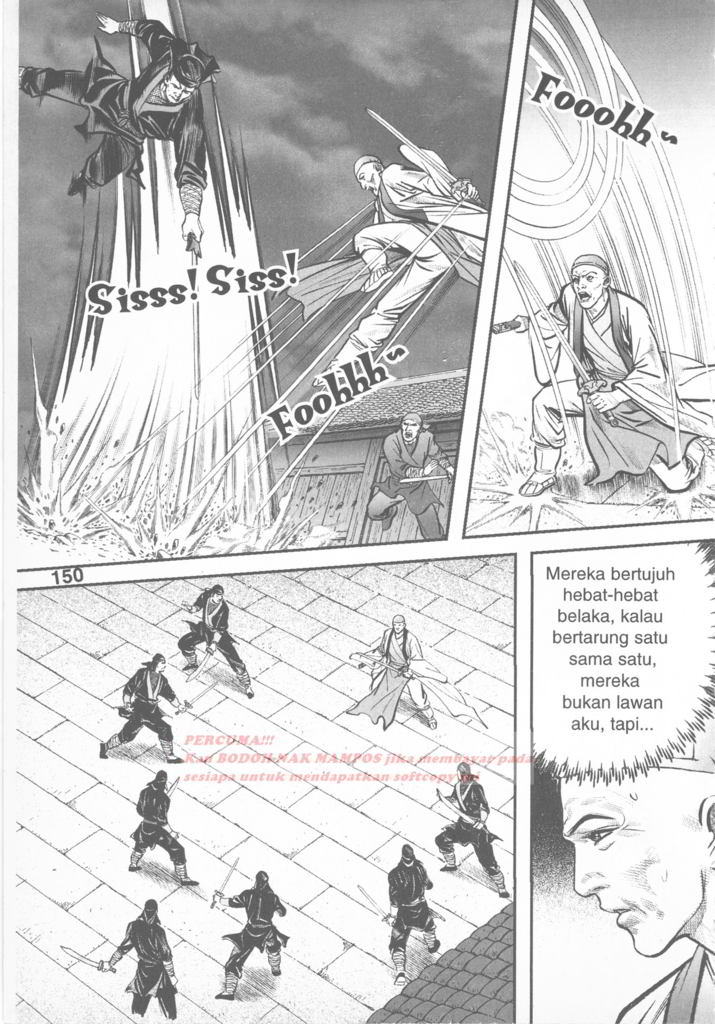 Sisss! Siss!
Foohhh~
Fooohh~
150
Mereka bertujuh
hebat-hebat
belaka, kalau
bertarung satu
sama satu,
mereka
bukan lawan
aku, tapi...
PERCUMA!!!
Kau BODOH NAK MAMPOS jika membayar pada
sesiapa untuk mendapatkan softcopy ini